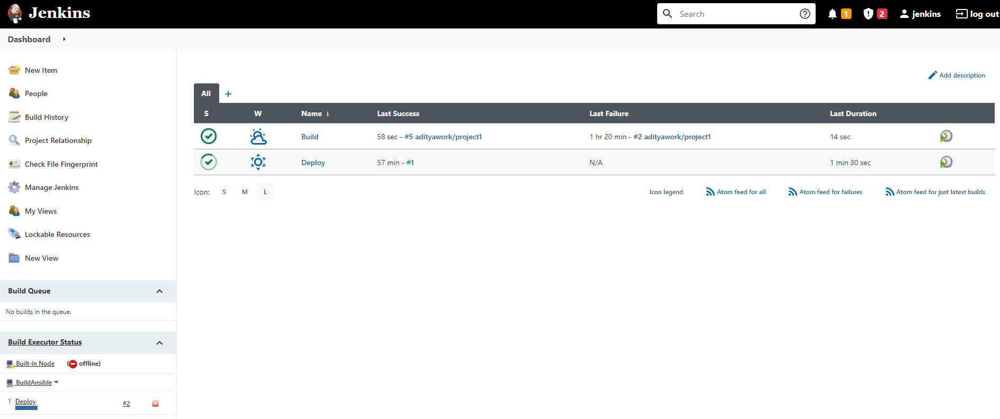 Jenkins
Search
1
2
jenkins
log out
Dashboard
New Item
People
Build History
Project Relationship
Check File Fingerprint
Manage Jenkins
My Views
Lockable Resources
New View
Build Queue
No builds in the queue.
Build Executor Status
Built-In Node (offline)
BuildAnsible
1 Deploy #2
Add description
All +
S W Name ↓ Last Success Last Failure Last Duration
Build 58 sec - #5 adityawork/project1 1 hr 20 min - #2 adityawork/project1 14 sec
Deploy 57 min - #1 N/A 1 min 30 sec
Icon: S M L Icon legend Atom feed for all Atom feed for failures Atom feed for just latest builds